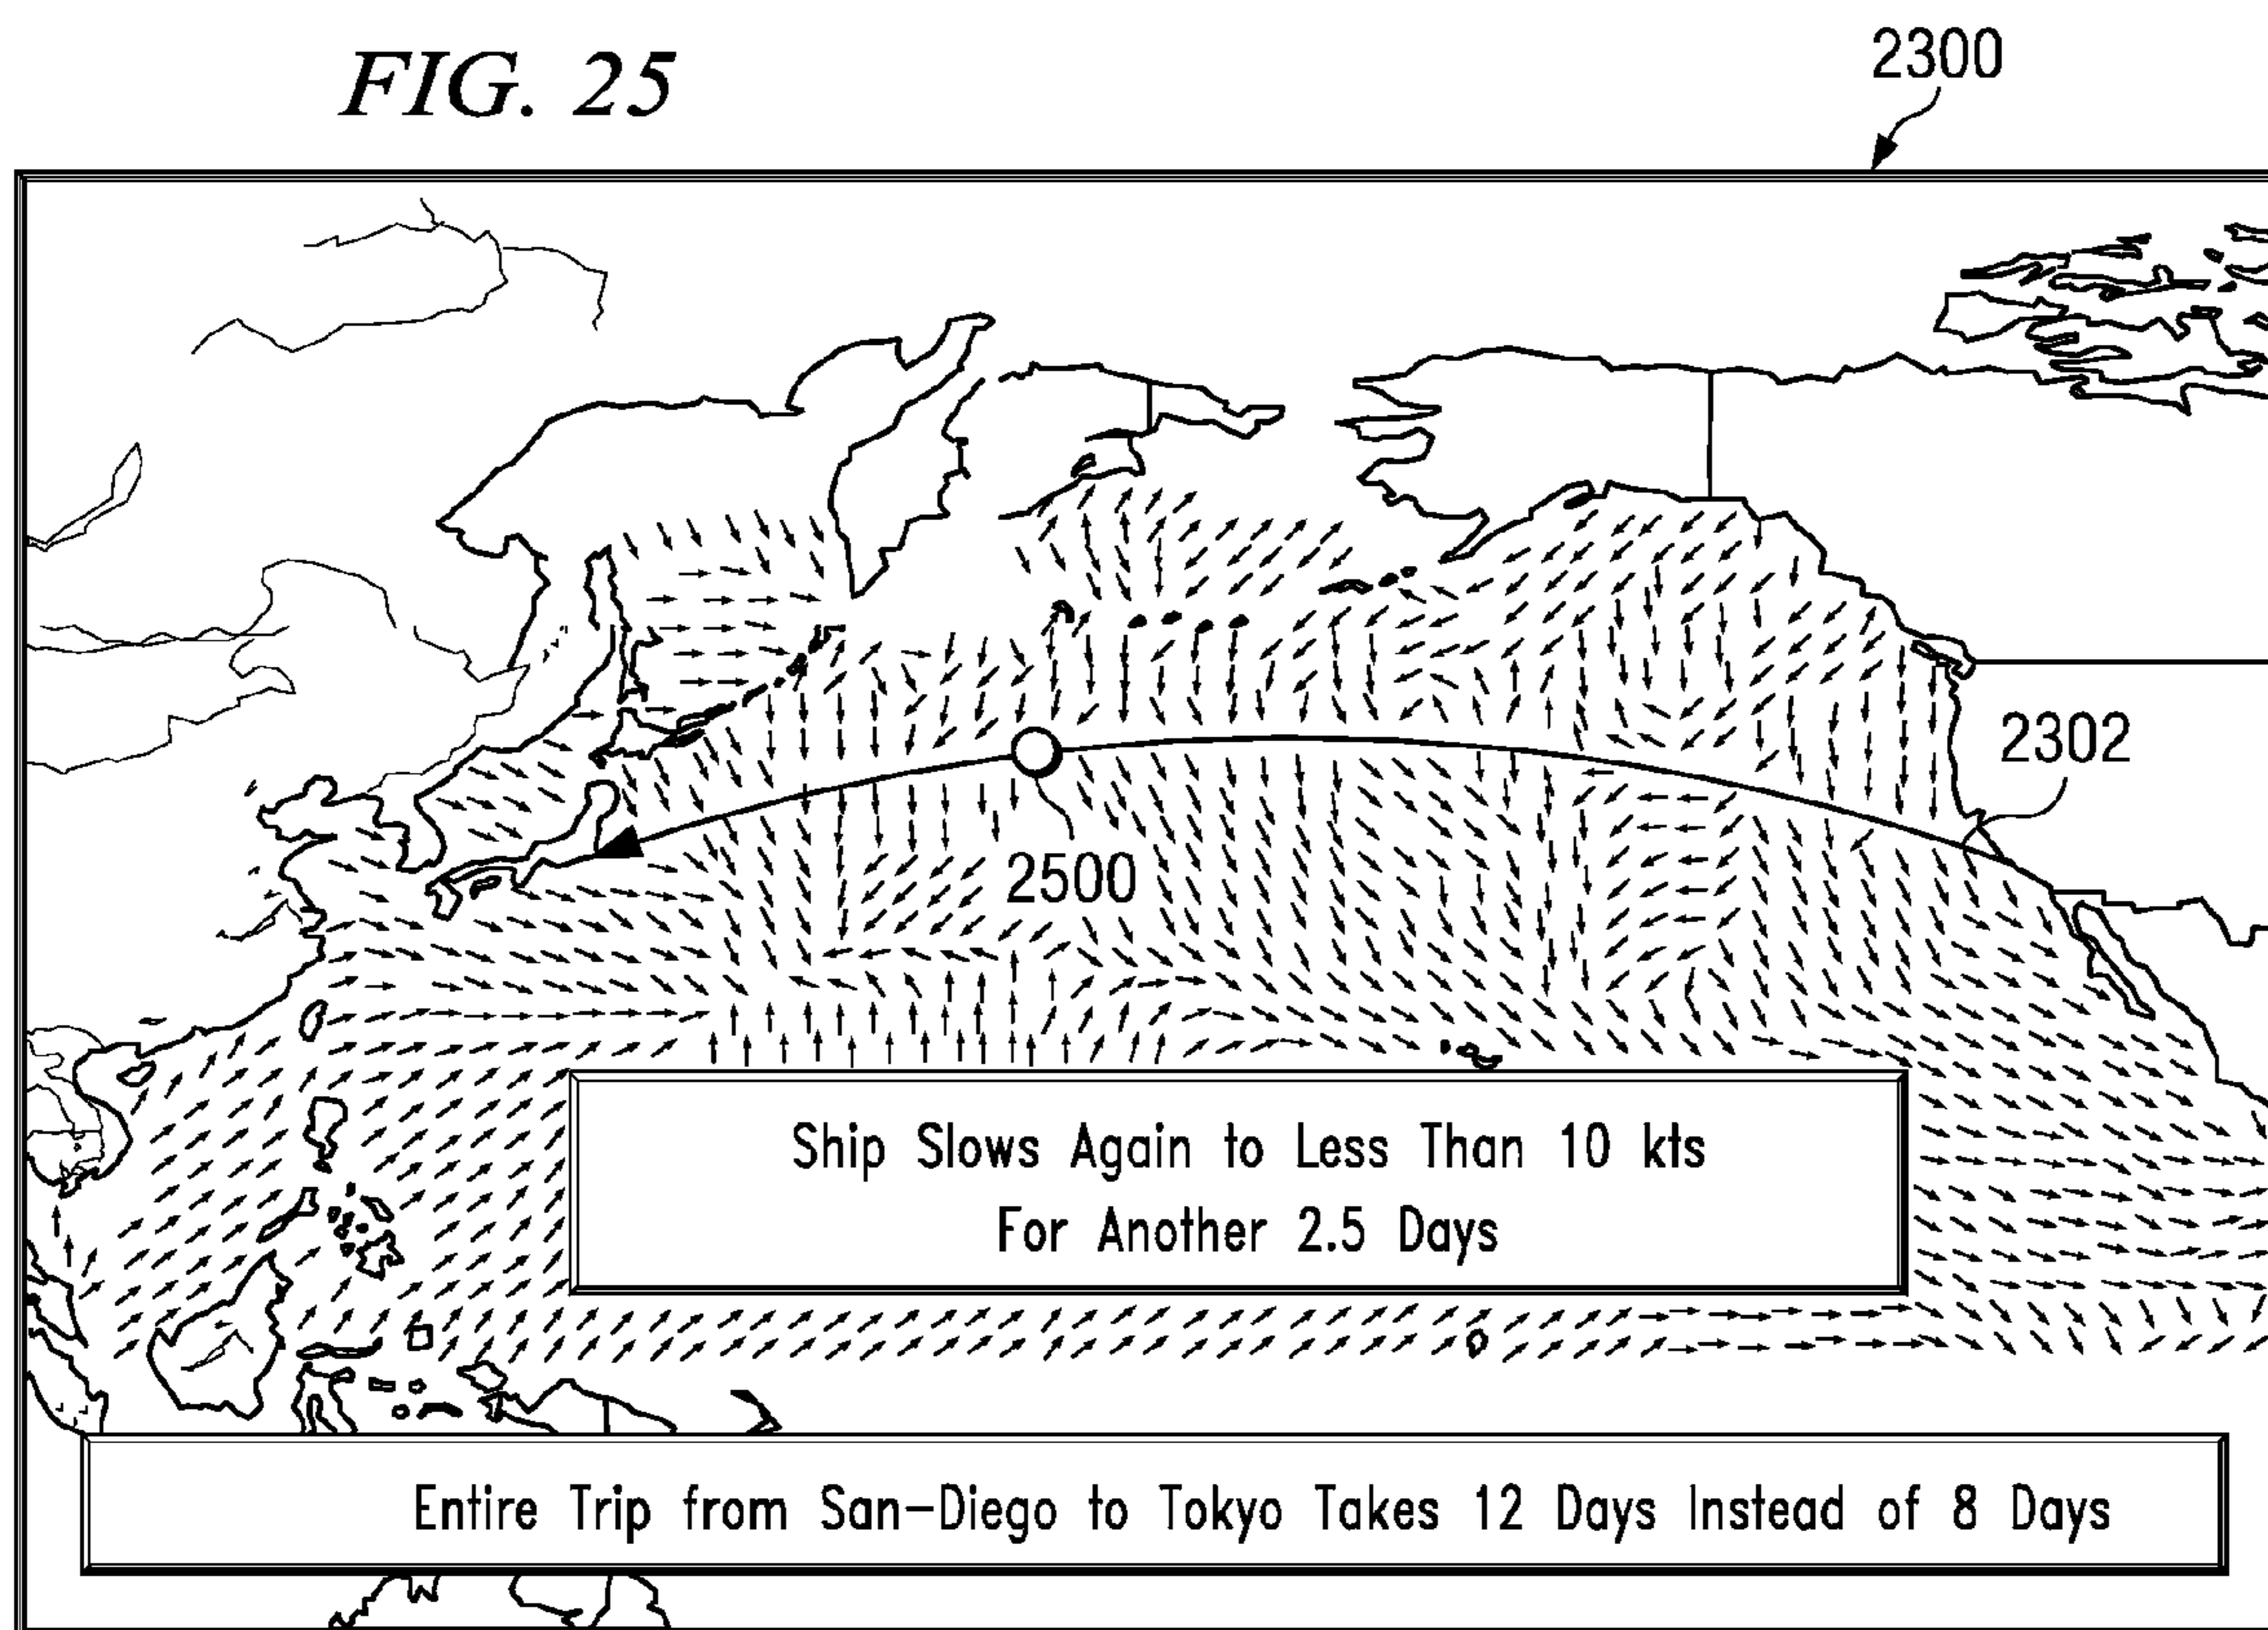 FIG. 25
2300
2302
2500
Ship Slows Again to Less Than 10 kts
For Another 2.5 Days
Entire Trip from San-Diego to Tokyo Takes 12 Days Instead of 8 Days